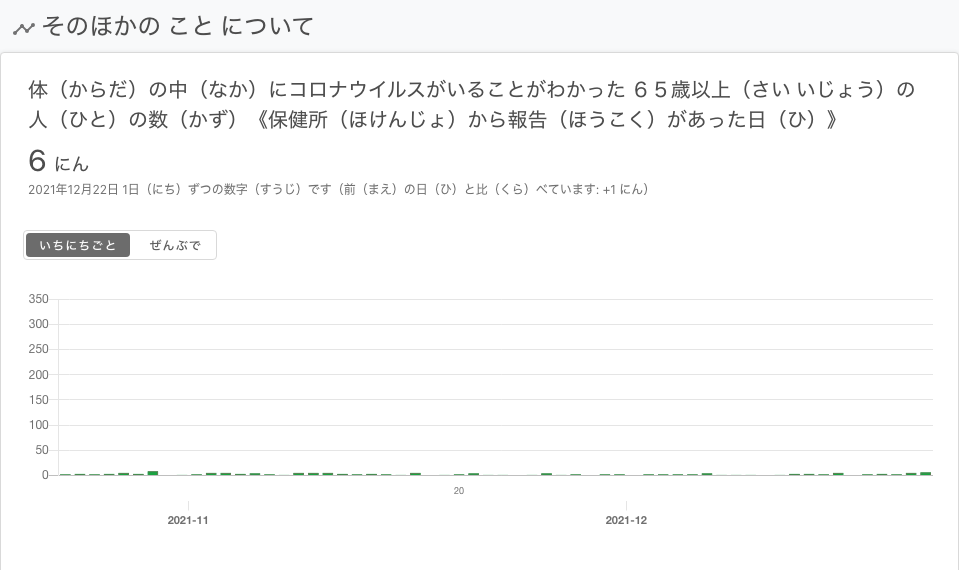 そのほかの こと について
体（からだ）の中（なか）にコロナウイルスがいることがわかった ６５歳以上（さい いじょう）の
人（ひと）の数（かず）《保健所（ほけんじょ）から報告（ほうこく）があった日（ひ）》
6 にん
2021年12月22日 1日（にち）ずつの数字（すうじ）です（前（まえ）の日（ひ）と比（くら）べています: +1 にん）
いちにちごと ぜんぶで
350
300
250
200
150
100
50
0
20
2021-11 2021-12